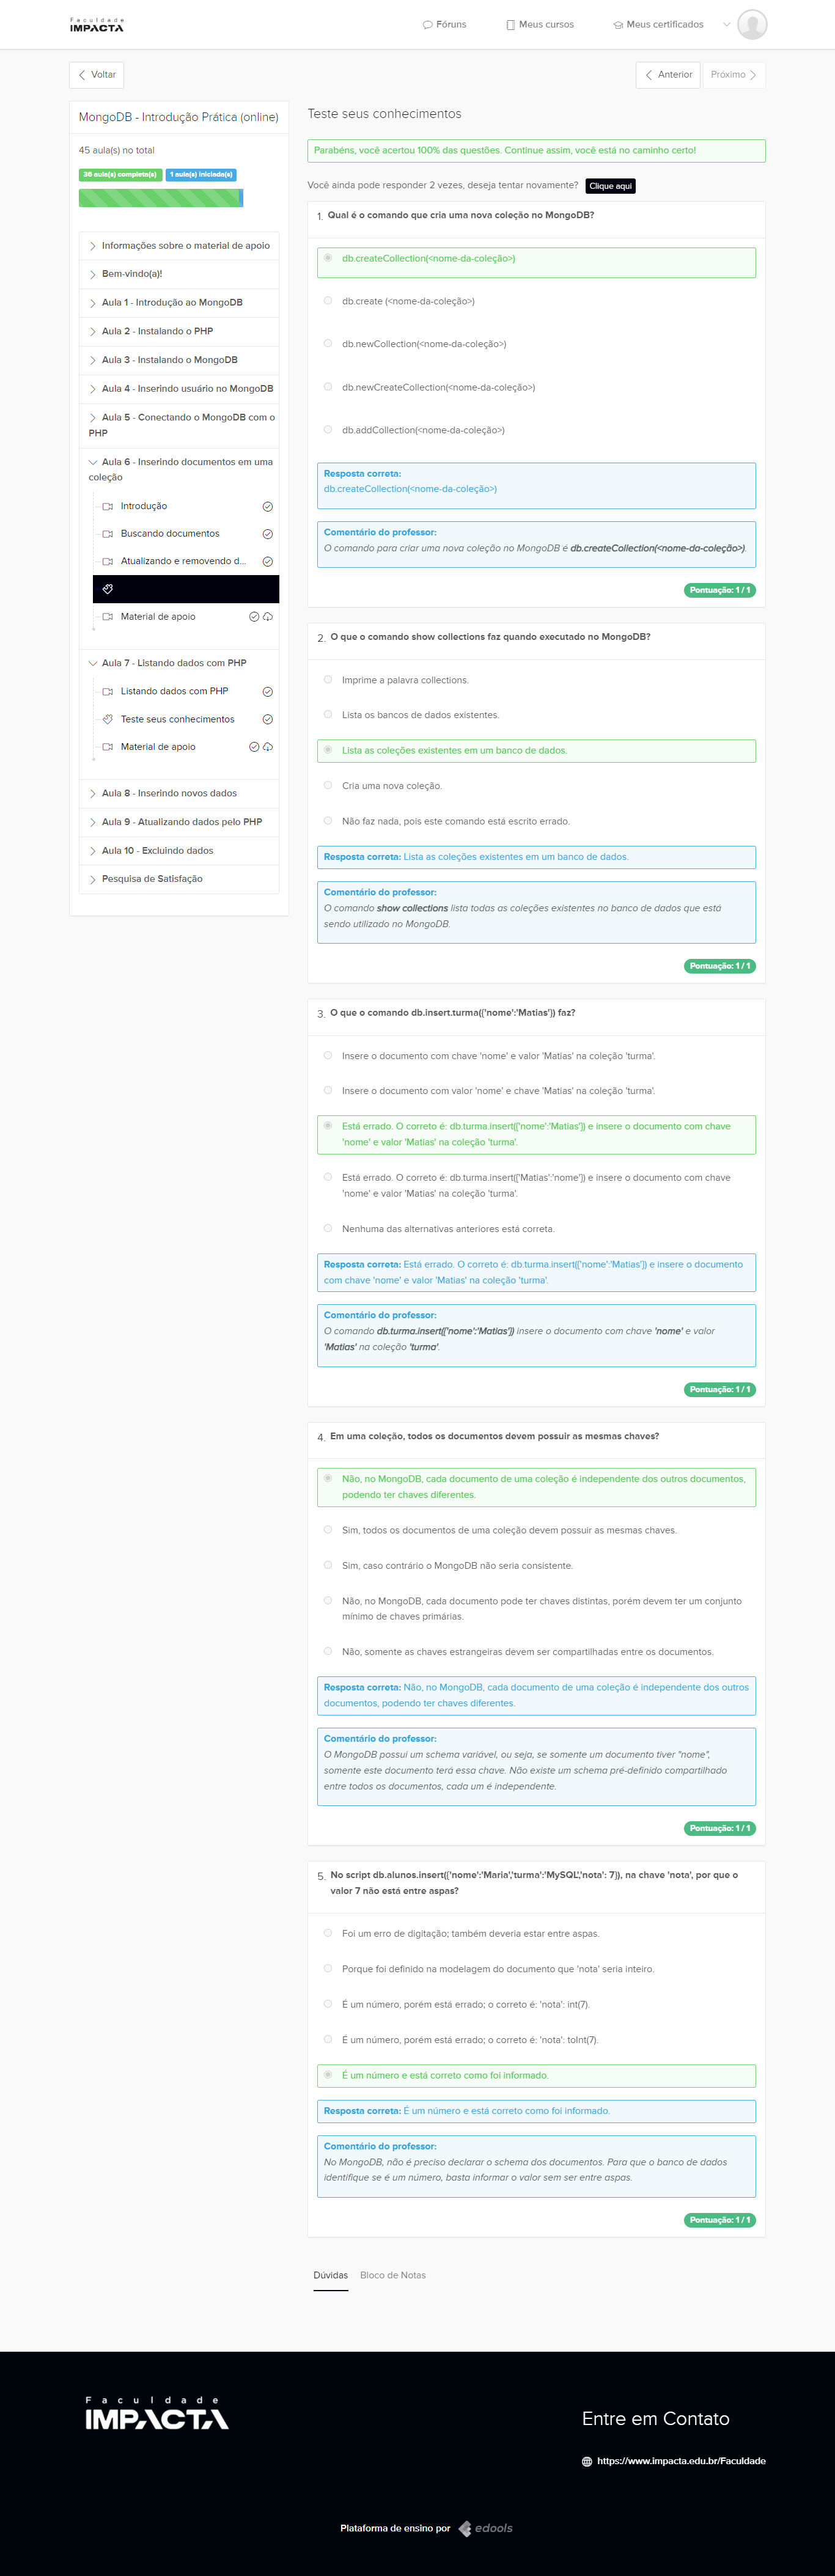 Faculdade
IMPACTA
Fóruns
Meus cursos
Meus certificados
Voltar
Anterior
Próximo
MongoDB - Introdução Prática (online)
45 aula(s) no total
36 aula(s) completa(s)
1 aula(s) iniciada(s)
Informações sobre o material de apoio
Bem-vindo(a)!
Aula 1 - Introdução ao MongoDB
Aula 2 - Instalando o PHP
Aula 3 - Instalando o MongoDB
Aula 4 - Inserindo usuário no MongoDB
Aula 5 - Conectando o MongoDB com o
PHP
Aula 6 - Inserindo documentos em uma
coleção
Introdução
Buscando documentos
Atualizando e removendo d...
Material de apoio
Aula 7 - Listando dados com PHP
Listando dados com PHP
Teste seus conhecimentos
Material de apoio
Aula 8 - Inserindo novos dados
Aula 9 - Atualizando dados pelo PHP
Aula 10 - Excluindo dados
Pesquisa de Satisfação
Teste seus conhecimentos
Parabéns, você acertou 100% das questões. Continue assim, você está no caminho certo!
Você ainda pode responder 2 vezes, deseja tentar novamente? Clique aqui
1. Qual é o comando que cria uma nova coleção no MongoDB?
db.createCollection(<nome-da-coleção>)
db.create (<nome-da-coleção>)
db.newCollection(<nome-da-coleção>)
db.newCreateCollection(<nome-da-coleção>)
db.addCollection(<nome-da-coleção>)
Resposta correta:
db.createCollection(<nome-da-coleção>)
Comentário do professor:
O comando para criar uma nova coleção no MongoDB é db.createCollection(<nome-da-coleção>).
Pontuação: 1 / 1
2. O que o comando show collections faz quando executado no MongoDB?
Imprime a palavra collections.
Lista os bancos de dados existentes.
Lista as coleções existentes em um banco de dados.
Cria uma nova coleção.
Não faz nada, pois este comando está escrito errado.
Resposta correta: Lista as coleções existentes em um banco de dados.
Comentário do professor:
O comando show collections lista todas as coleções existentes no banco de dados que está
sendo utilizado no MongoDB.
Pontuação: 1 / 1
3. O que o comando db.insert.turma({'nome':'Matias'}) faz?
Insere o documento com chave 'nome' e valor 'Matias' na coleção 'turma'.
Insere o documento com valor 'nome' e chave 'Matias' na coleção 'turma'.
Está errado. O correto é: db.turma.insert({'nome':'Matias'}) e insere o documento com chave
'nome' e valor 'Matias' na coleção 'turma'.
Está errado. O correto é: db.turma.insert({'Matias':'nome'}) e insere o documento com chave
'nome' e valor 'Matias' na coleção 'turma'.
Nenhuma das alternativas anteriores está correta.
Resposta correta: Está errado. O correto é: db.turma.insert({'nome':'Matias'}) e insere o documento
com chave 'nome' e valor 'Matias' na coleção 'turma'.
Comentário do professor:
O comando db.turma.insert({'nome':'Matias'}) insere o documento com chave 'nome' e valor
'Matias' na coleção 'turma'.
Pontuação: 1 / 1
4. Em uma coleção, todos os documentos devem possuir as mesmas chaves?
Não, no MongoDB, cada documento de uma coleção é independente dos outros documentos,
podendo ter chaves diferentes.
Sim, todos os documentos de uma coleção devem possuir as mesmas chaves.
Sim, caso contrário o MongoDB não seria consistente.
Não, no MongoDB, cada documento pode ter chaves distintas, porém devem ter um conjunto
mínimo de chaves primárias.
Não, somente as chaves estrangeiras devem ser compartilhadas entre os documentos.
Resposta correta: Não, no MongoDB, cada documento de uma coleção é independente dos outros
documentos, podendo ter chaves diferentes.
Comentário do professor:
O MongoDB possui um schema variável, ou seja, se somente um documento tiver "nome",
somente este documento terá essa chave. Não existe um schema pré-definido compartilhado
entre todos os documentos, cada um é independente.
Pontuação: 1 / 1
5. No script db.alunos.insert({'nome':'Maria','turma':'MySQL','nota': 7}), na chave 'nota', por que o
valor 7 não está entre aspas?
Foi um erro de digitação; também deveria estar entre aspas.
Porque foi definido na modelagem do documento que 'nota' seria inteiro.
É um número, porém está errado; o correto é: 'nota': int(7).
É um número, porém está errado; o correto é: 'nota': toInt(7).
É um número e está correto como foi informado.
Resposta correta: É um número e está correto como foi informado.
Comentário do professor:
No MongoDB, não é preciso declarar o schema dos documentos. Para que o banco de dados
identifique se é um número, basta informar o valor sem ser entre aspas.
Pontuação: 1 / 1
Dúvidas
Bloco de Notas
Faculdade
IMPACTA
Entre em Contato
https://www.impacta.edu.br/Faculdade
Plataforma de ensino por edools